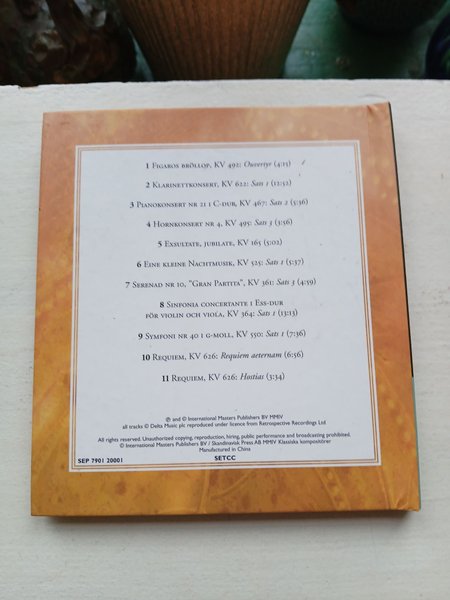 1 Figaros bröllop, KV 492: Ouvertyr (4:15)
2 Klarinettkonsert, KV 622: Sats 1 (12:32)
3 Pianokonsert nr 21 i C-dur, KV 467: Sats 2 (5:36)
4 Hornkonsert nr 4, KV 495: Sats 3 (3:56)
5 Exsultate, jubilate, KV 165 (5:02)
6 Eine kleine Nachtmusik, KV 525: Sats 1 (5:37)
7 Serenad nr 10, "Gran Partita", KV 361: Sats 3 (4:59)
8 Sinfonia concertante i Ess-dur
för violin och viola, KV 364: Sats 1 (13:13)
9 Symfoni nr 40 i g-moll, KV 550: Sats 1 (7:36)
10 Requiem, KV 626: Requiem aeternam (6:56)
11 Requiem, KV 626: Hostias (3:34)
℗ and © International Masters Publishers BV MMIV
all tracks © Delta Music plc reproduced under licence from Retrospective Recordings Ltd
All rights reserved. Unauthorized copying, reproduction, hiring, public performance and broadcasting prohibited.
© International Masters Publishers BV / Skandinavisk Press AB MMIV Klassiska kompositörer
Manufactured in China
SEP 7901 20001 SETCC